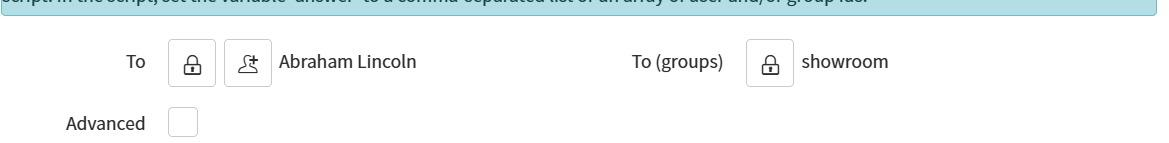 script. In the script, set the variable 'answer' to a comma-separated list or an array of user and/or group ids.
To Abraham Lincoln To (groups) showroom
Advanced